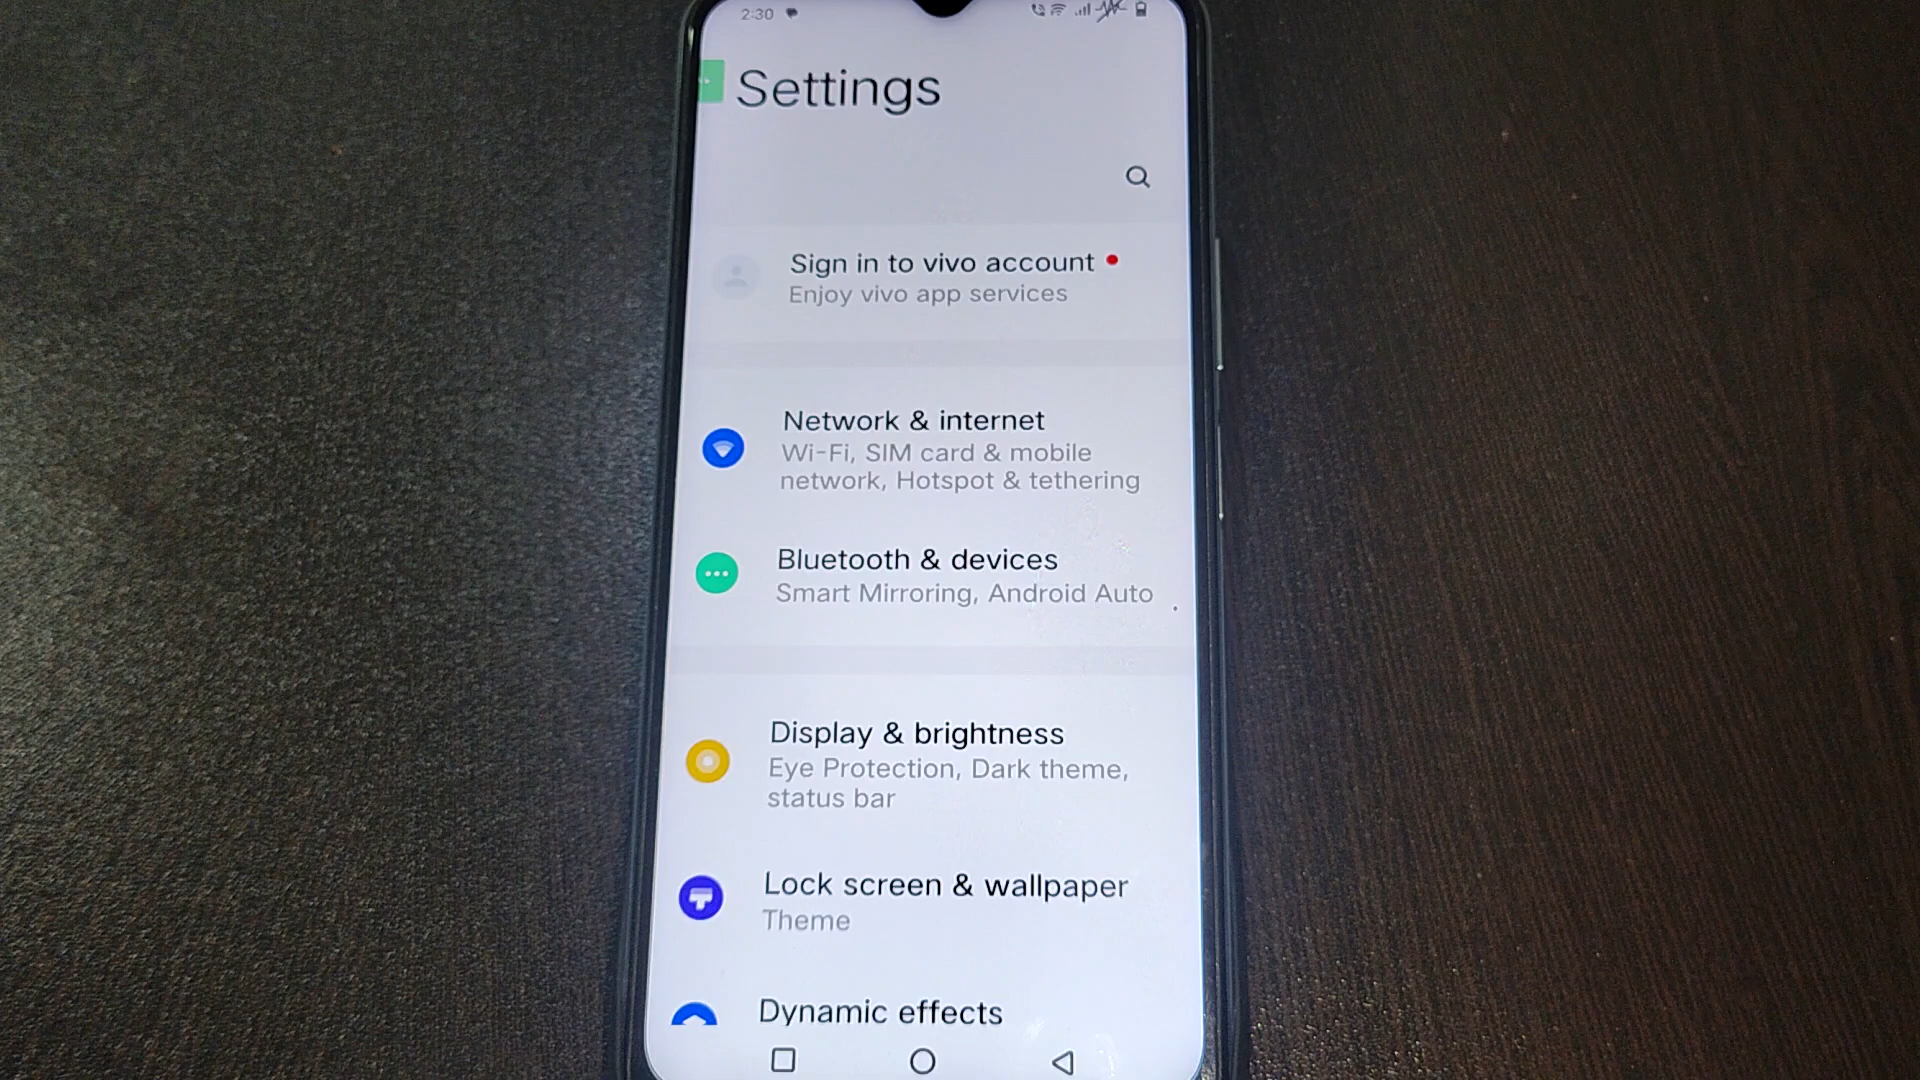 2:30
Settings
Sign in to vivo account
Enjoy vivo app services
Network & internet
Wi-Fi, SIM card & mobile
network, Hotspot & tethering
Bluetooth & devices
Smart Mirroring, Android Auto
Display & brightness
Eye Protection, Dark theme,
status bar
Lock screen & wallpaper
Theme
Dynamic effects